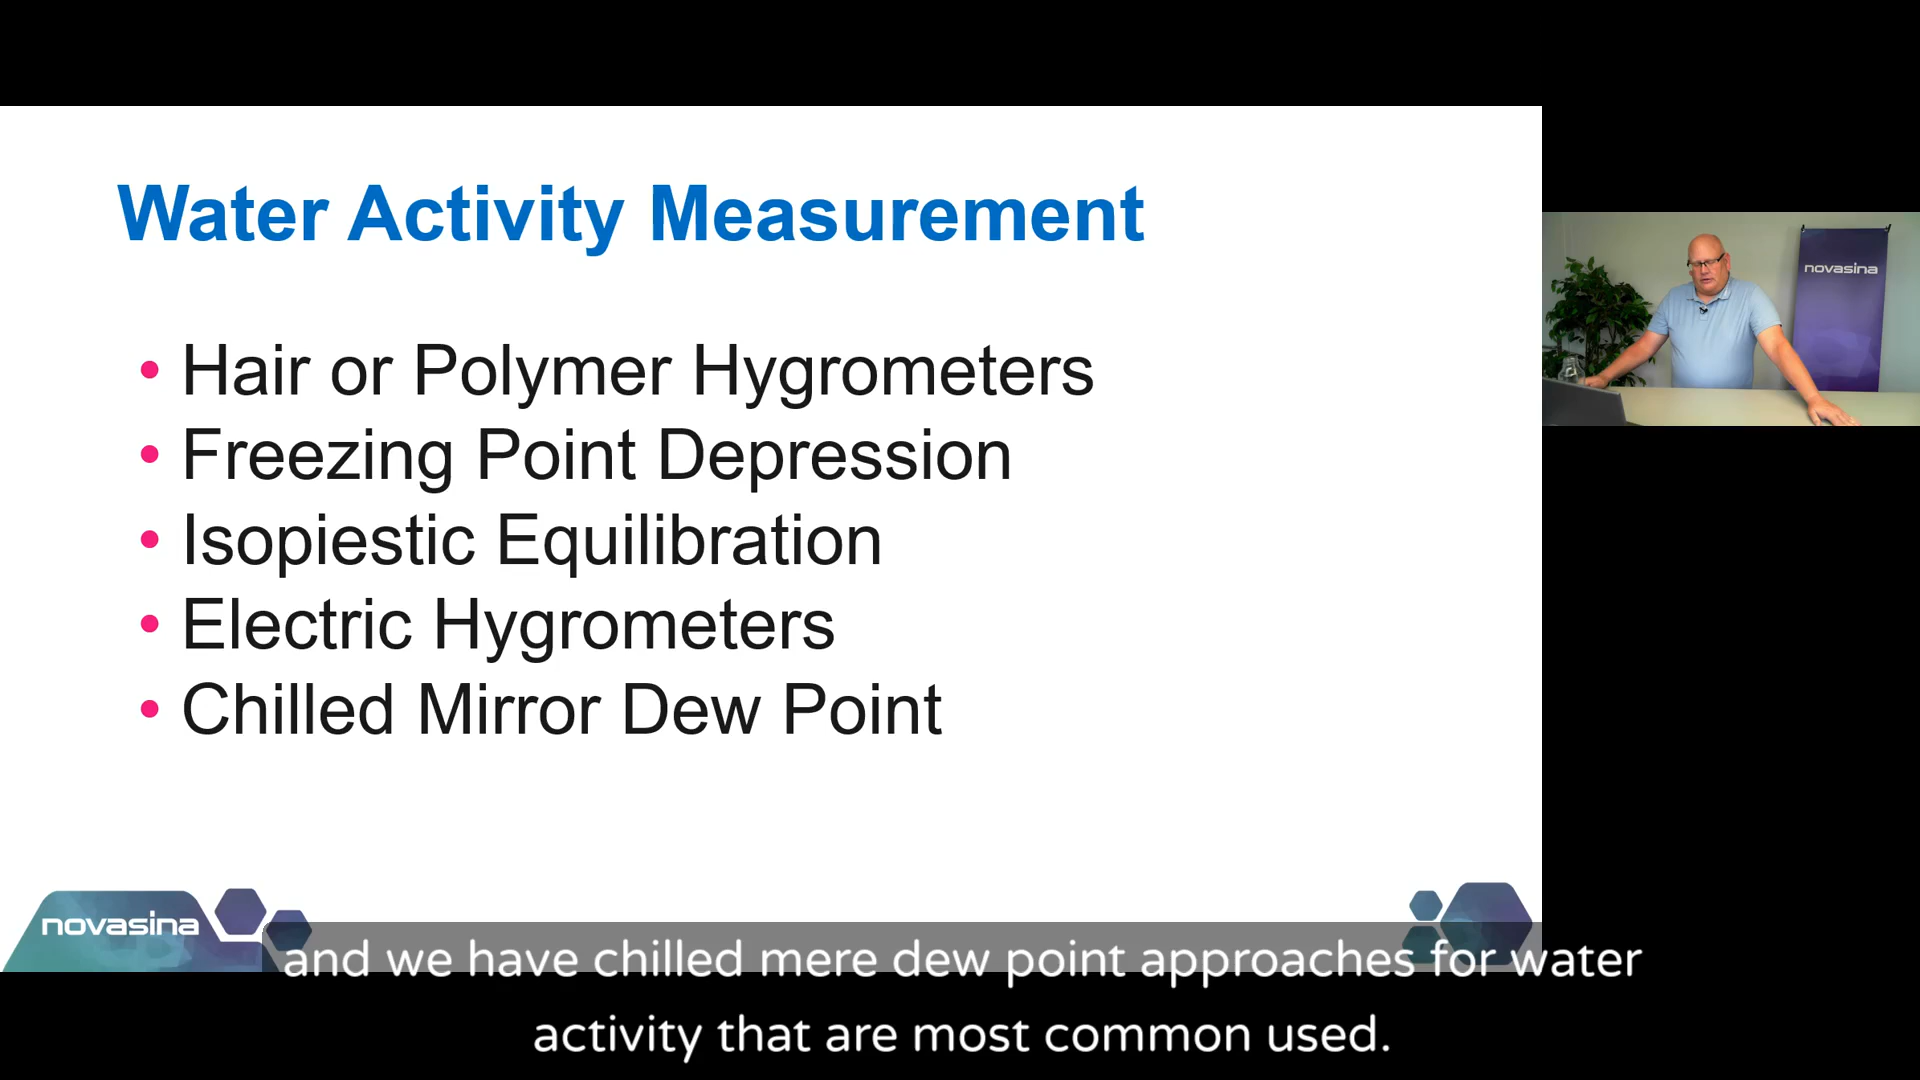 Water Activity Measurement
• Hair or Polymer Hygrometers
• Freezing Point Depression
• Isopiestic Equilibration
• Electric Hygrometers
• Chilled Mirror Dew Point
novasina
novasina
and we have chilled mere dew point approaches for water
activity that are most common used.